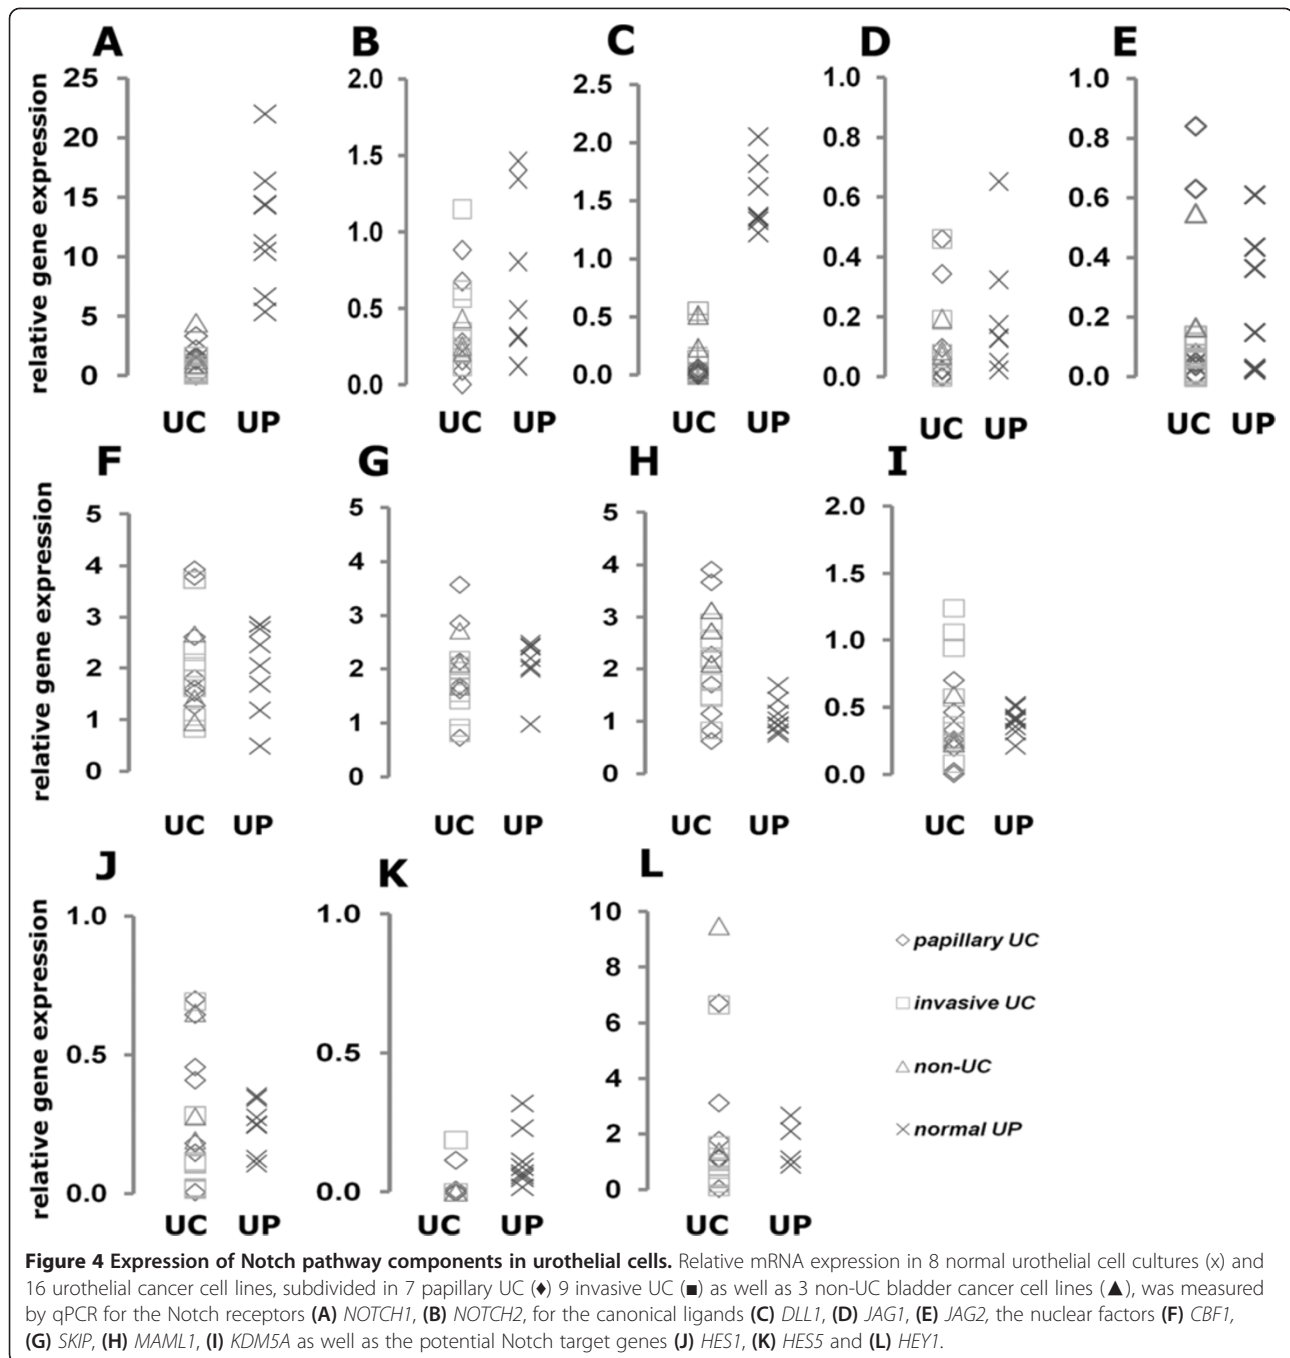 A B C D E
relative gene expression
25 20 15 10 5 0
2.0 1.5 1.0 0.5 0.0
2.5 2.0 1.5 1.0 0.5 0.0
1.0 0.8 0.6 0.4 0.2 0.0
1.0 0.8 0.6 0.4 0.2 0.0
UC UP UC UP UC UP UC UP UC UP
F G H I
relative gene expression
5 4 3 2 1 0
5 4 3 2 1 0
5 4 3 2 1 0
2.0 1.5 1.0 0.5 0.0
UC UP UC UP UC UP UC UP
J K L
relative gene expression
1.0 0.5 0.0
1.0 0.5 0.0
10 8 6 4 2 0
UC UP UC UP UC UP
papillary UC
invasive UC
non-UC
normal UP
Figure 4 Expression of Notch pathway components in urothelial cells. Relative mRNA expression in 8 normal urothelial cell cultures (x) and
16 urothelial cancer cell lines, subdivided in 7 papillary UC (♦) 9 invasive UC (■) as well as 3 non-UC bladder cancer cell lines (▲), was measured
by qPCR for the Notch receptors (A) NOTCH1, (B) NOTCH2, for the canonical ligands (C) DLL1, (D) JAG1, (E) JAG2, the nuclear factors (F) CBF1,
(G) SKIP, (H) MAML1, (I) KDM5A as well as the potential Notch target genes (J) HES1, (K) HES5 and (L) HEY1.